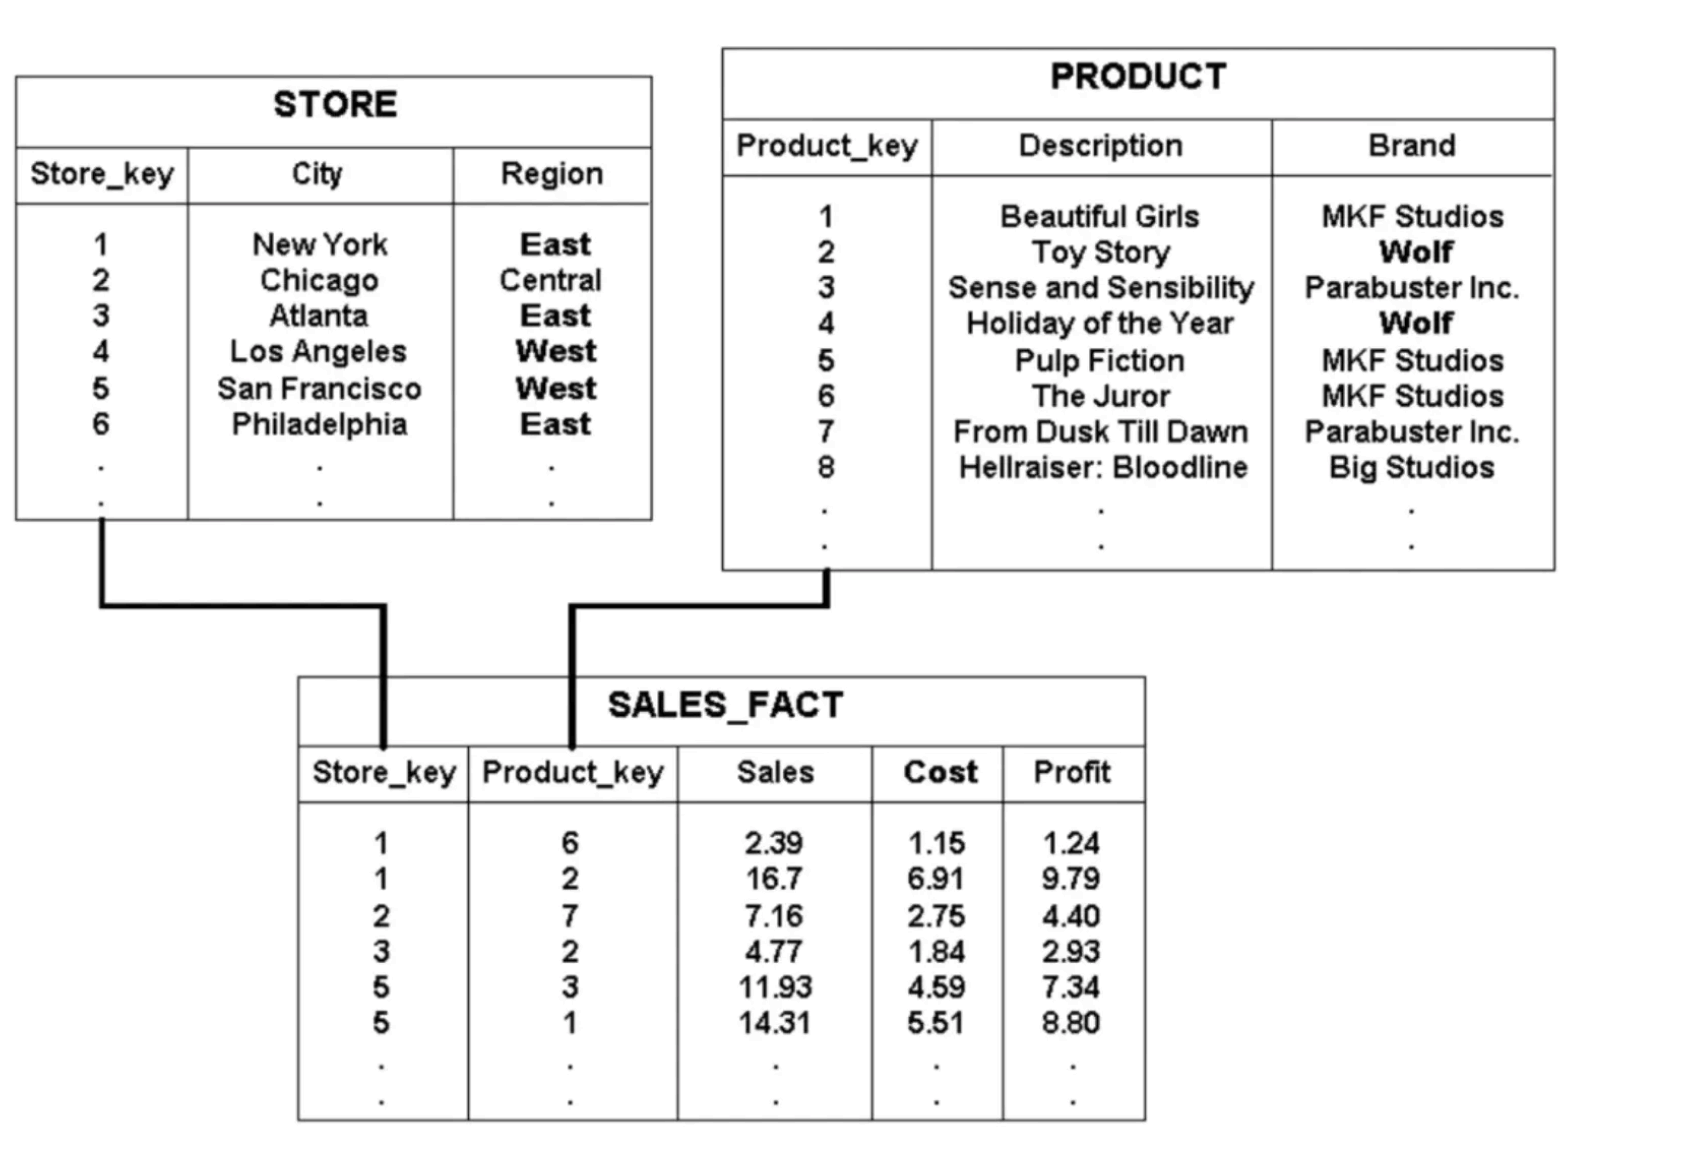 STORE
Store_key City Region
1 New York East
2 Chicago Central
3 Atlanta East
4 Los Angeles West
5 San Francisco West
6 Philadelphia East
. . .
. . .
PRODUCT
Product_key Description Brand
1 Beautiful Girls MKF Studios
2 Toy Story Wolf
3 Sense and Sensibility Parabuster Inc.
4 Holiday of the Year Wolf
5 Pulp Fiction MKF Studios
6 The Juror MKF Studios
7 From Dusk Till Dawn Parabuster Inc.
8 Hellraiser: Bloodline Big Studios
. . .
. . .
SALES_FACT
Store_key Product_key Sales Cost Profit
1 6 2.39 1.15 1.24
1 2 16.7 6.91 9.79
2 7 7.16 2.75 4.40
3 2 4.77 1.84 2.93
5 3 11.93 4.59 7.34
5 1 14.31 5.51 8.80
. . . . .
. . . . .